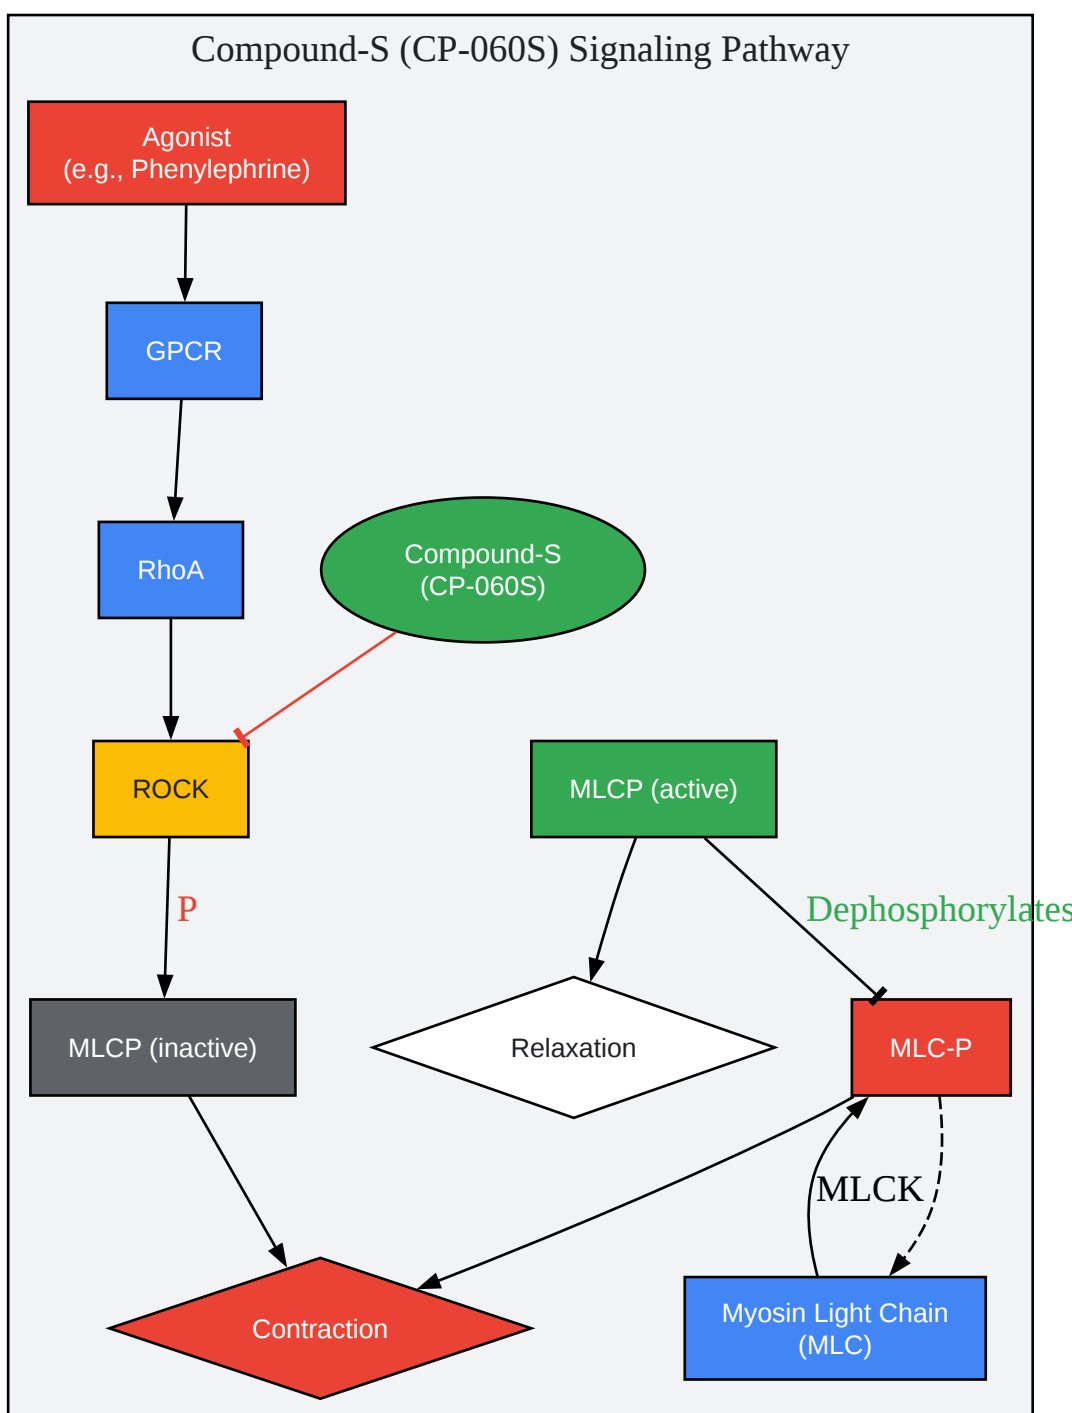 Compound-S (CP-060S) Signaling Pathway
Agonist
(e.g., Phenylephrine)
GPCR
RhoA
Compound-S
(CP-060S)
ROCK
MLCP (active)
P
Dephosphorylates
MLCP (inactive)
Relaxation
MLC-P
MLCK
Contraction
Myosin Light Chain
(MLC)